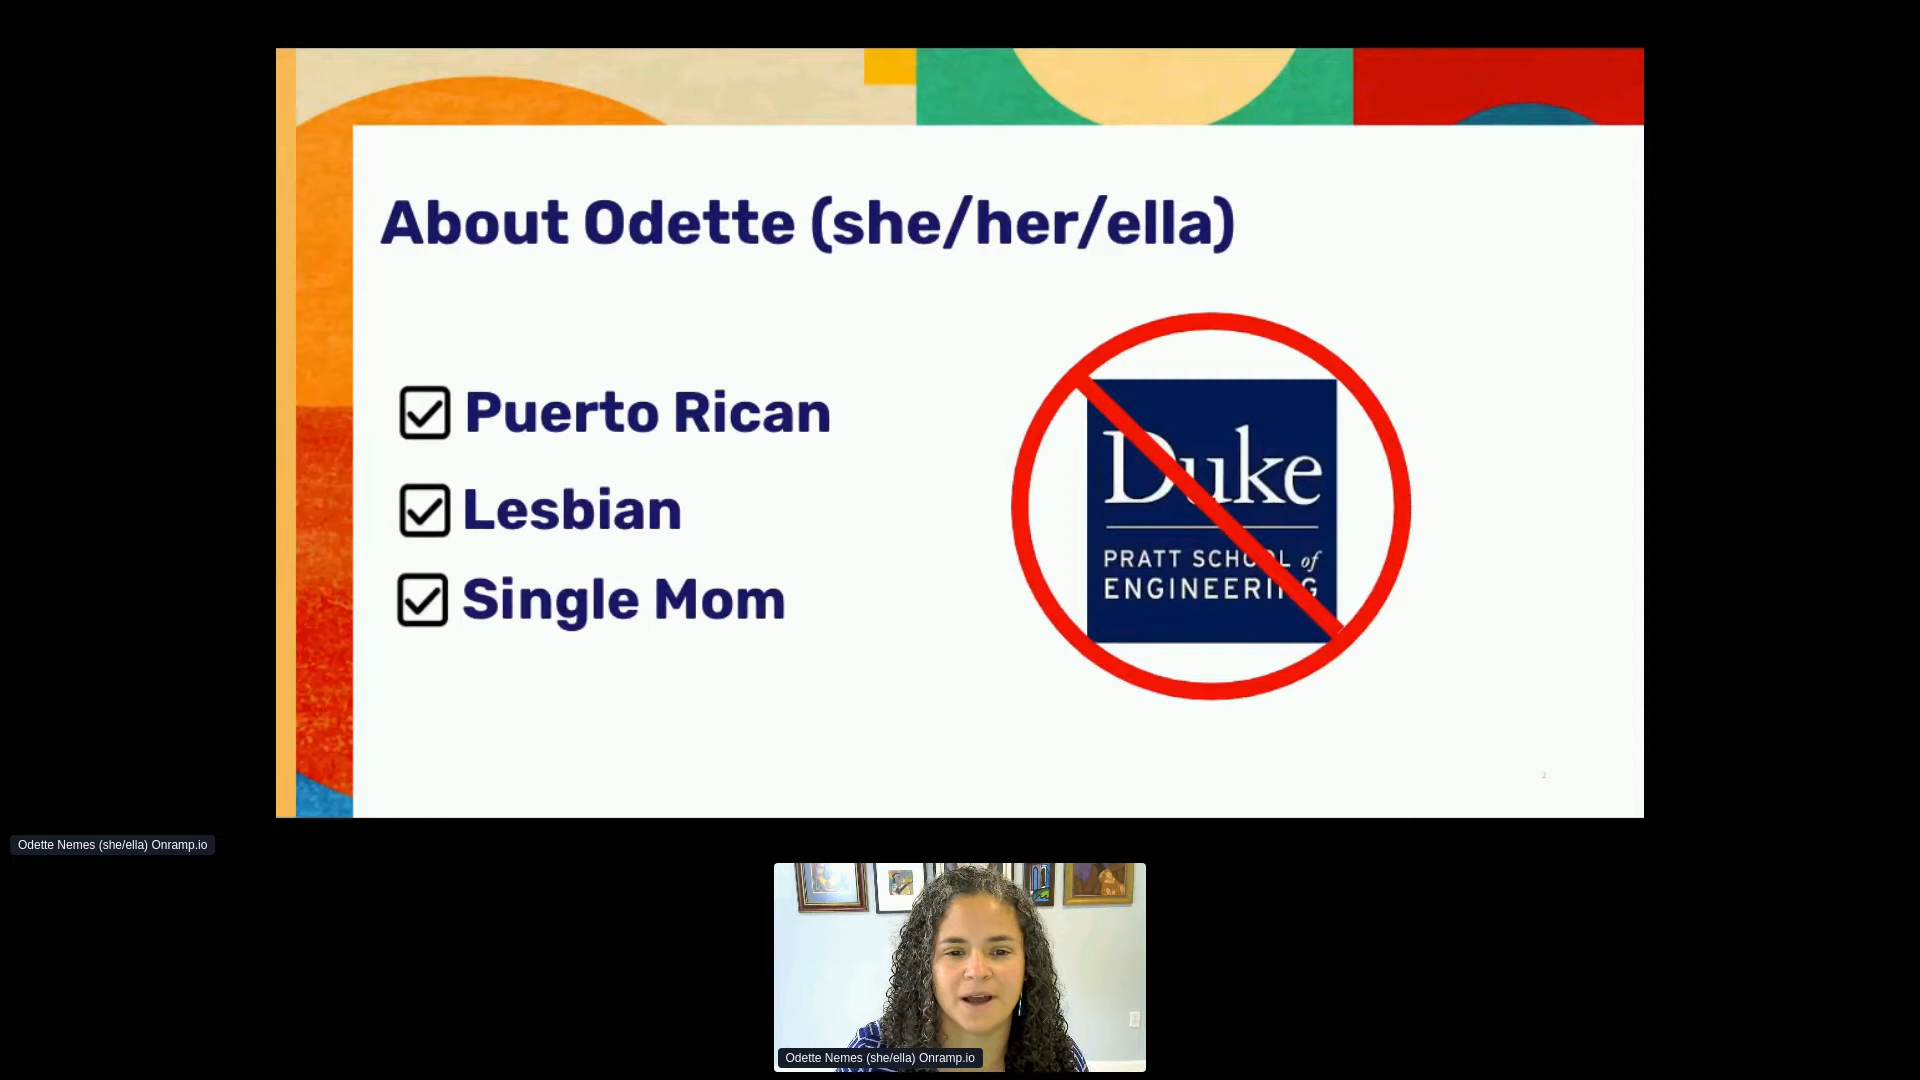 About Odette (she/her/ella)
Puerto Rican
Lesbian
Single Mom
Duke
PRATT SCHOOL of
ENGINEERING
2
Odette Nemes (she/ella) Onramp.io
Odette Nemes (she/ella) Onramp.io